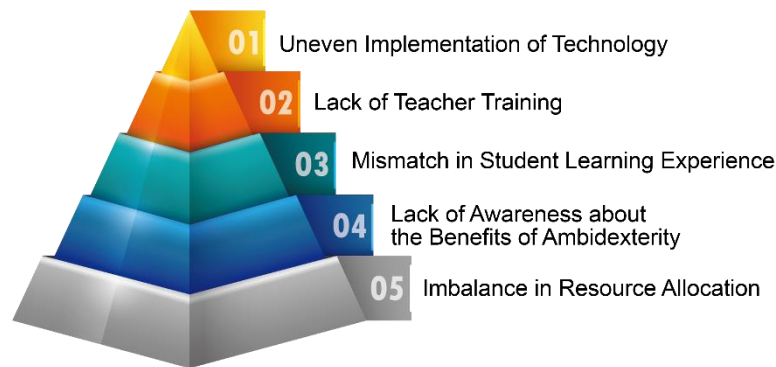 01 Uneven Implementation of Technology
02 Lack of Teacher Training
03 Mismatch in Student Learning Experience
04 Lack of Awareness about
the Benefits of Ambidexterity
05 Imbalance in Resource Allocation